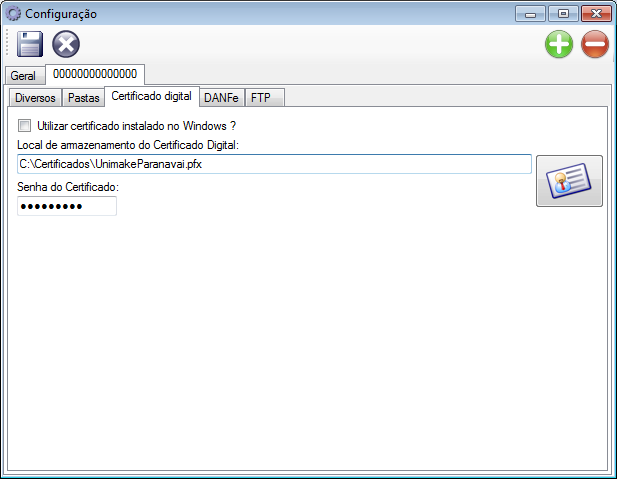 Configuração
Geral
00000000000000
Diversos
Pastas
Certificado digital
DANFe
FTP
Utilizar certificado instalado no Windows ?
Local de armazenamento do Certificado Digital:
C:\Certificados\UnimakeParanavai.pfx
Senha do Certificado:
●●●●●●●●●